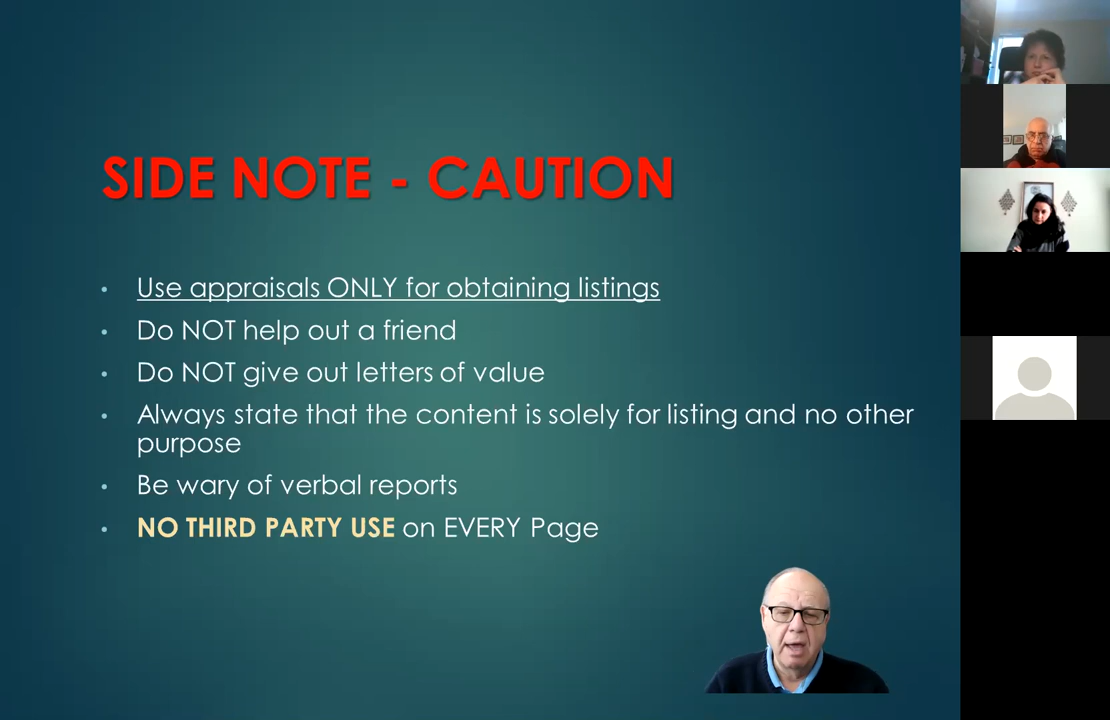 SIDE NOTE - CAUTION
Use appraisals ONLY for obtaining listings
Do NOT help out a friend
Do NOT give out letters of value
Always state that the content is solely for listing and no other
purpose
Be wary of verbal reports
NO THIRD PARTY USE on EVERY Page